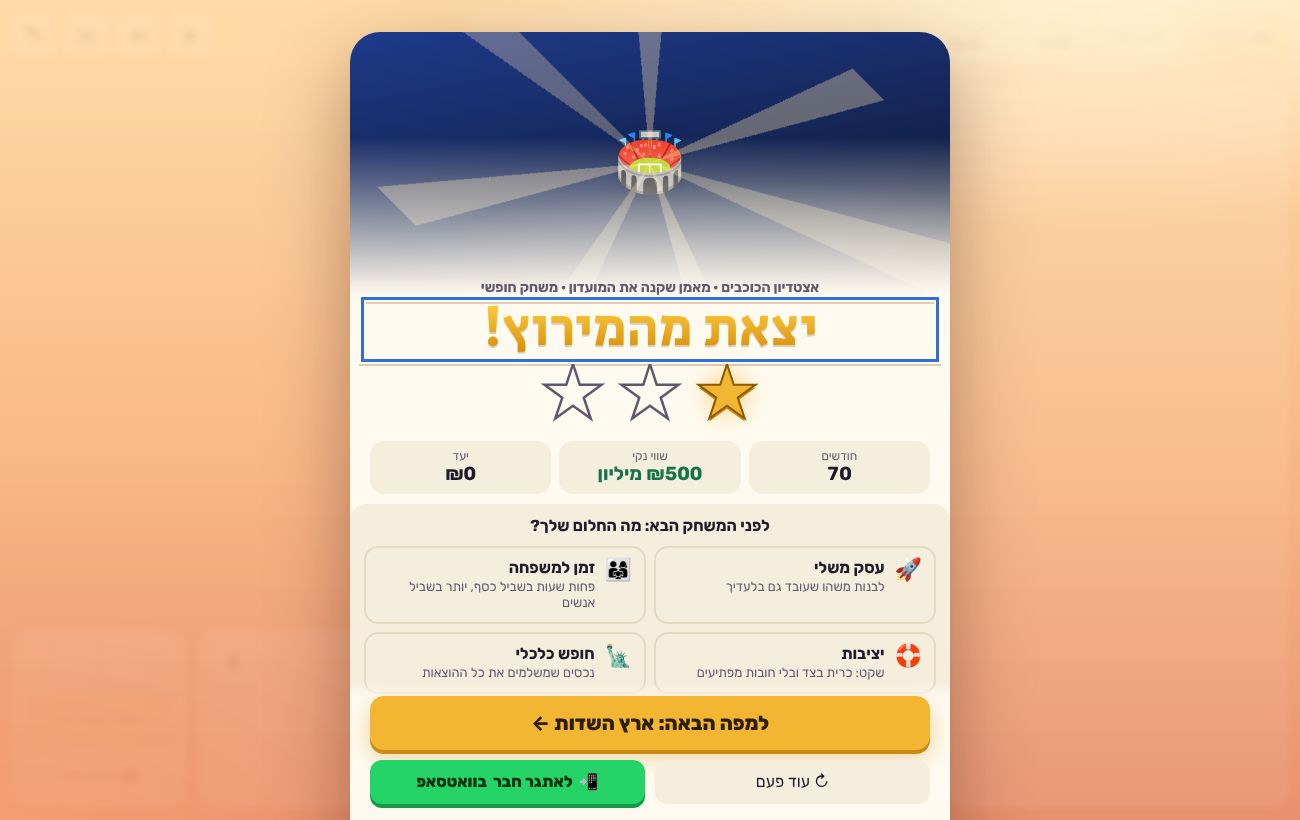 אצטדיון הכוכבים • מאמן שקנה את המועדון • משחק חופשי
יצאת מהמירוץ!
חודשים
70
שווי נקי
₪500 מיליון
יעד
₪0
לפני המשחק הבא: מה החלום שלך?
עסק משלי
לבנות משהו שעובד גם בלעדיך
זמן למשפחה
פחות שעות בשביל כסף, יותר בשביל
אנשים
יציבות
שקט: כרית בצד ובלי חובות מפתיעים
חופש כלכלי
נכסים שמשלמים את כל ההוצאות
למפה הבאה: ארץ השדות ←
↻ עוד פעם
לאתגר חבר בוואטסאפ